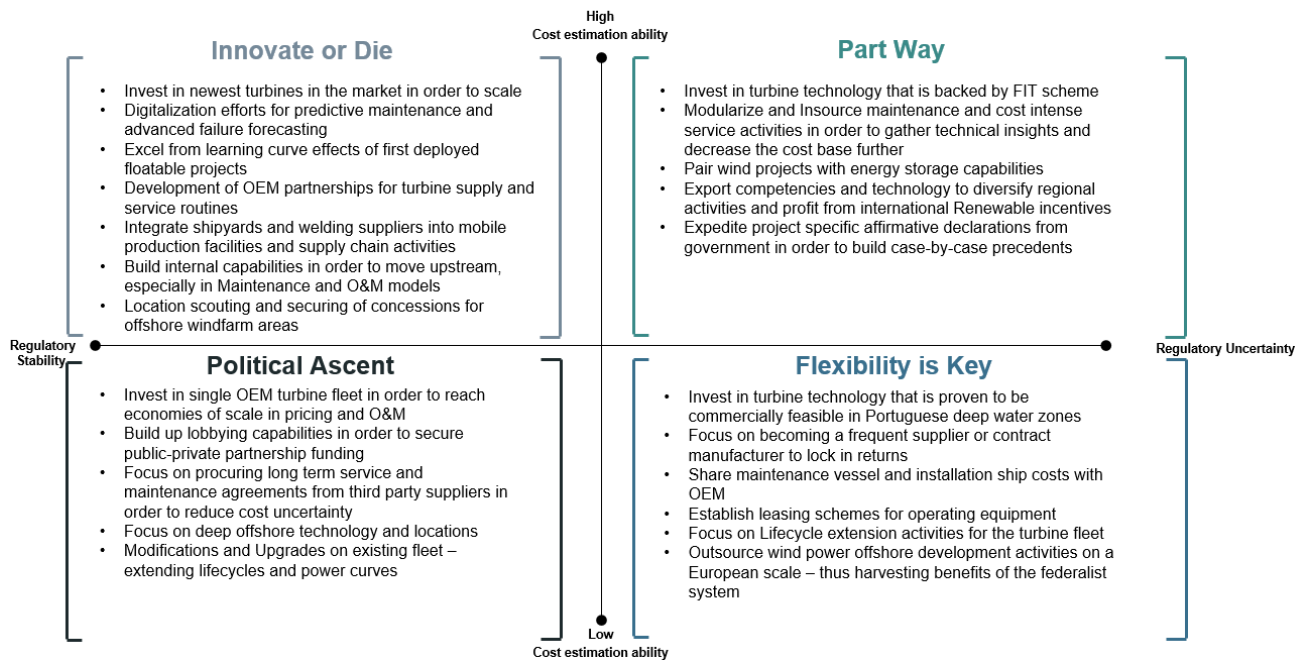 High
Cost estimation ability
Innovate or Die
• Invest in newest turbines in the market in order to scale
• Digitalization efforts for predictive maintenance and
advanced failure forecasting
• Excel from learning curve effects of first deployed
floatable projects
• Development of OEM partnerships for turbine supply and
service routines
• Integrate shipyards and welding suppliers into mobile
production facilities and supply chain activities
• Build internal capabilities in order to move upstream,
especially in Maintenance and O&M models
• Location scouting and securing of concessions for
offshore windfarm areas
Part Way
• Invest in turbine technology that is backed by FIT scheme
• Modularize and Insource maintenance and cost intense
service activities in order to gather technical insights and
decrease the cost base further
• Pair wind projects with energy storage capabilities
• Export competencies and technology to diversify regional
activities and profit from international Renewable incentives
• Expedite project specific affirmative declarations from
government in order to build case-by-case precedents
Regulatory
Stability
Regulatory Uncertainty
Political Ascent
• Invest in single OEM turbine fleet in order to reach
economies of scale in pricing and O&M
• Build up lobbying capabilities in order to secure
public-private partnership funding
• Focus on procuring long term service and
maintenance agreements from third party suppliers in
order to reduce cost uncertainty
• Focus on deep offshore technology and locations
• Modifications and Upgrades on existing fleet –
extending lifecycles and power curves
Flexibility is Key
• Invest in turbine technology that is proven to be
commercially feasible in Portuguese deep water zones
• Focus on becoming a frequent supplier or contract
manufacturer to lock in returns
• Share maintenance vessel and installation ship costs with
OEM
• Establish leasing schemes for operating equipment
• Focus on Lifecycle extension activities for the turbine fleet
• Outsource wind power offshore development activities on a
European scale – thus harvesting benefits of the federalist
system
Low
Cost estimation ability